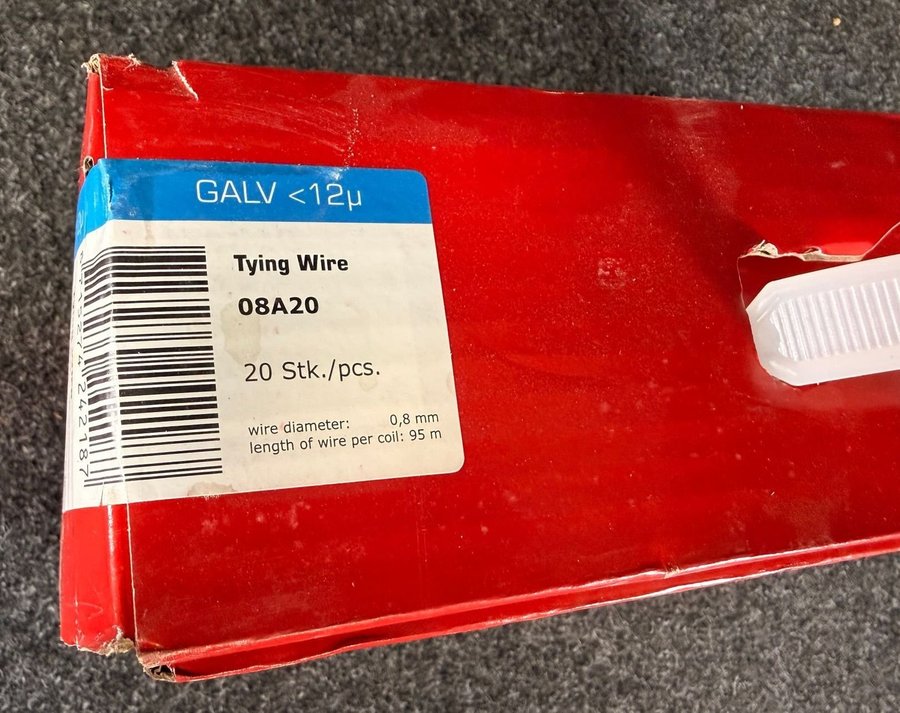 GALV <12µ
Tying Wire
08A20
20 Stk./pcs.
wire diameter: 0,8 mm
length of wire per coil: 95 m